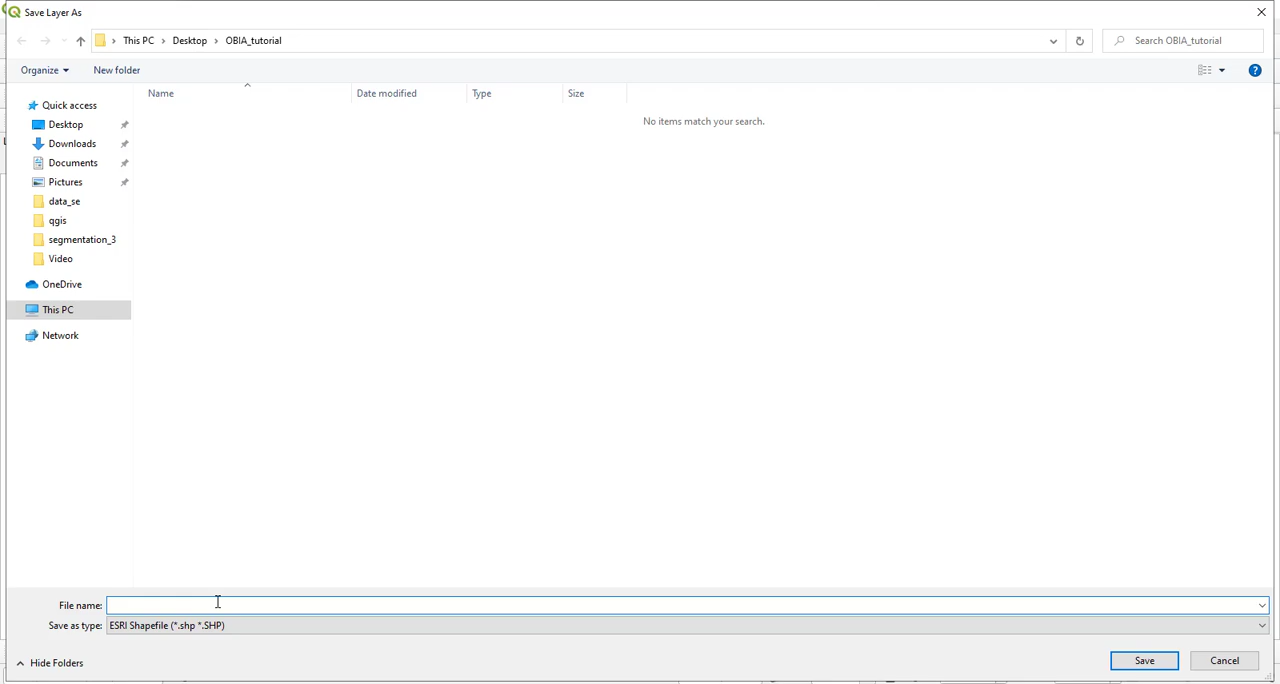 Save Layer As
This PC > Desktop > OBIA_tutorial
Search OBIA_tutorial
Organize
New folder
Name
Date modified
Type
Size
No items match your search.
Quick access
Desktop
Downloads
Documents
Pictures
data_se
qgis
segmentation_3
Video
OneDrive
This PC
Network
File name:
Save as type: ESRI Shapefile (*.shp *.SHP)
Hide Folders
Save
Cancel